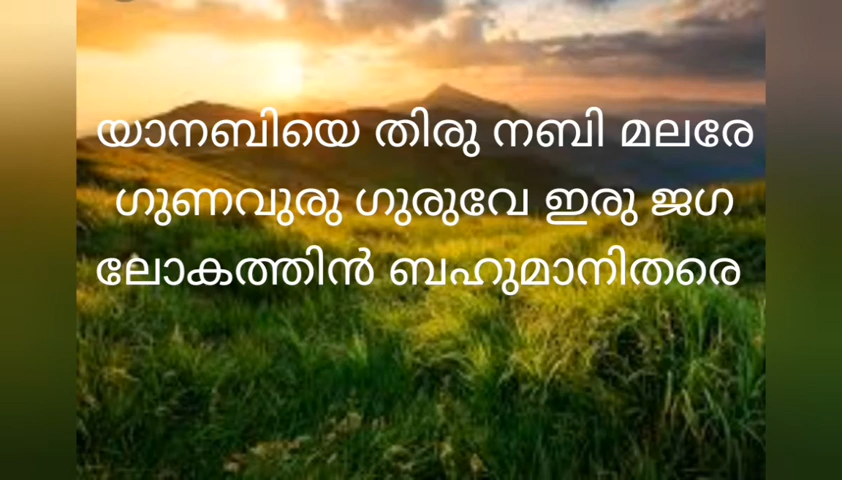 യാനബിയെ തിരു നബി മലരേ
ഗുണവുരു ഗുരുവേ ഇരു ജഗ
ലോകത്തിൻ ബഹുമാനിതരെ